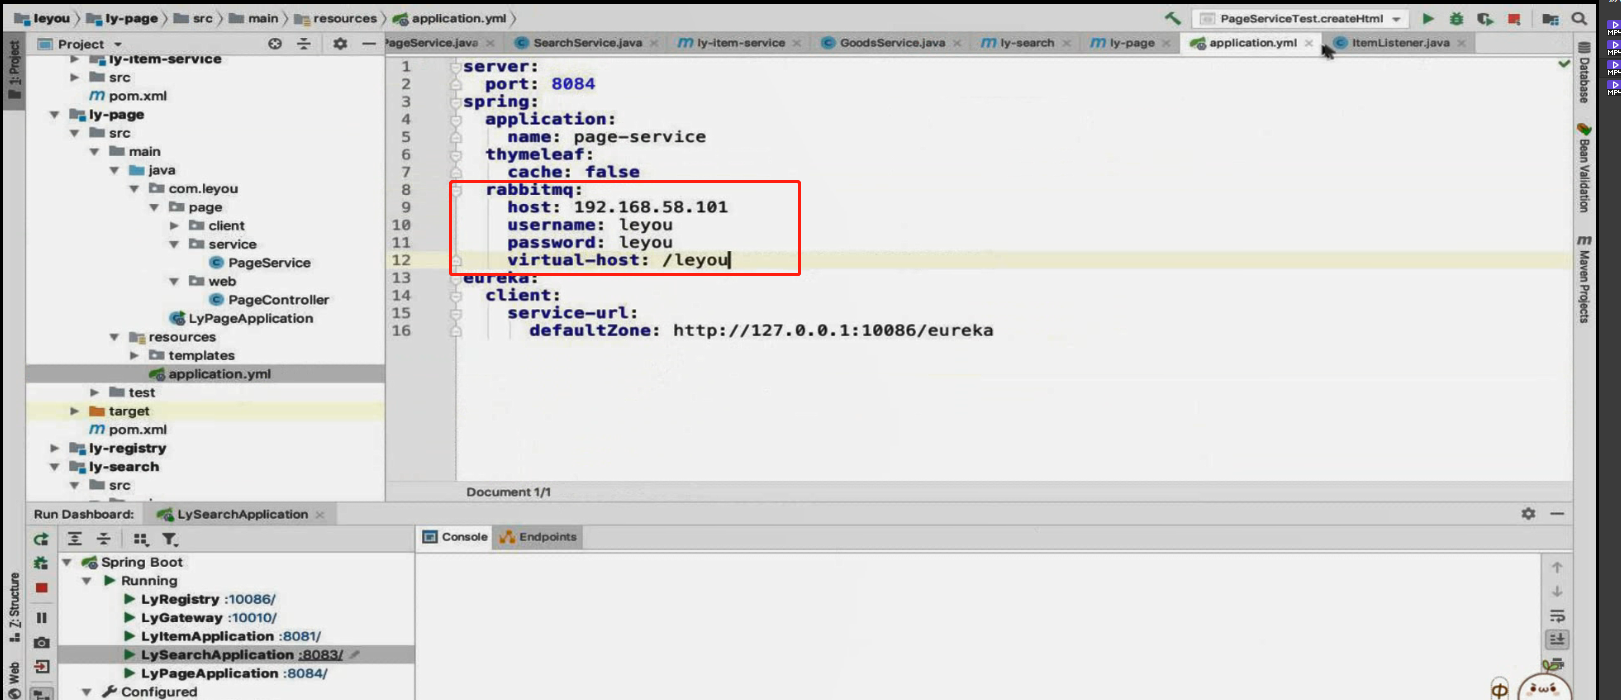 leyou ly-page src main resources application.yml
PageServiceTest.createHtml
1: Project
Project
PageService.java SearchService.java ly-item-service GoodsService.java ly-search ly-page application.yml ItemListener.java
ly-item-service
src
pom.xml
ly-page
src
main
java
com.leyou
page
client
service
PageService
web
PageController
LyPageApplication
resources
templates
application.yml
test
target
pom.xml
ly-registry
ly-search
src
1 server:
2 port: 8084
3 spring:
4 application:
5 name: page-service
6 thymeleaf:
7 cache: false
8 rabbitmq:
9 host: 192.168.58.101
10 username: leyou
11 password: leyou
12 virtual-host: /leyou
13 eureka:
14 client:
15 service-url:
16 defaultZone: http://127.0.0.1:10086/eureka
Document 1/1
Database
Bean Validation
Maven Projects
Run Dashboard: LySearchApplication
Console Endpoints
Spring Boot
Running
LyRegistry :10086/
LyGateway :10010/
LyItemApplication :8081/
LySearchApplication :8083/
LyPageApplication :8084/
Configured
Z: Structure
Web
中